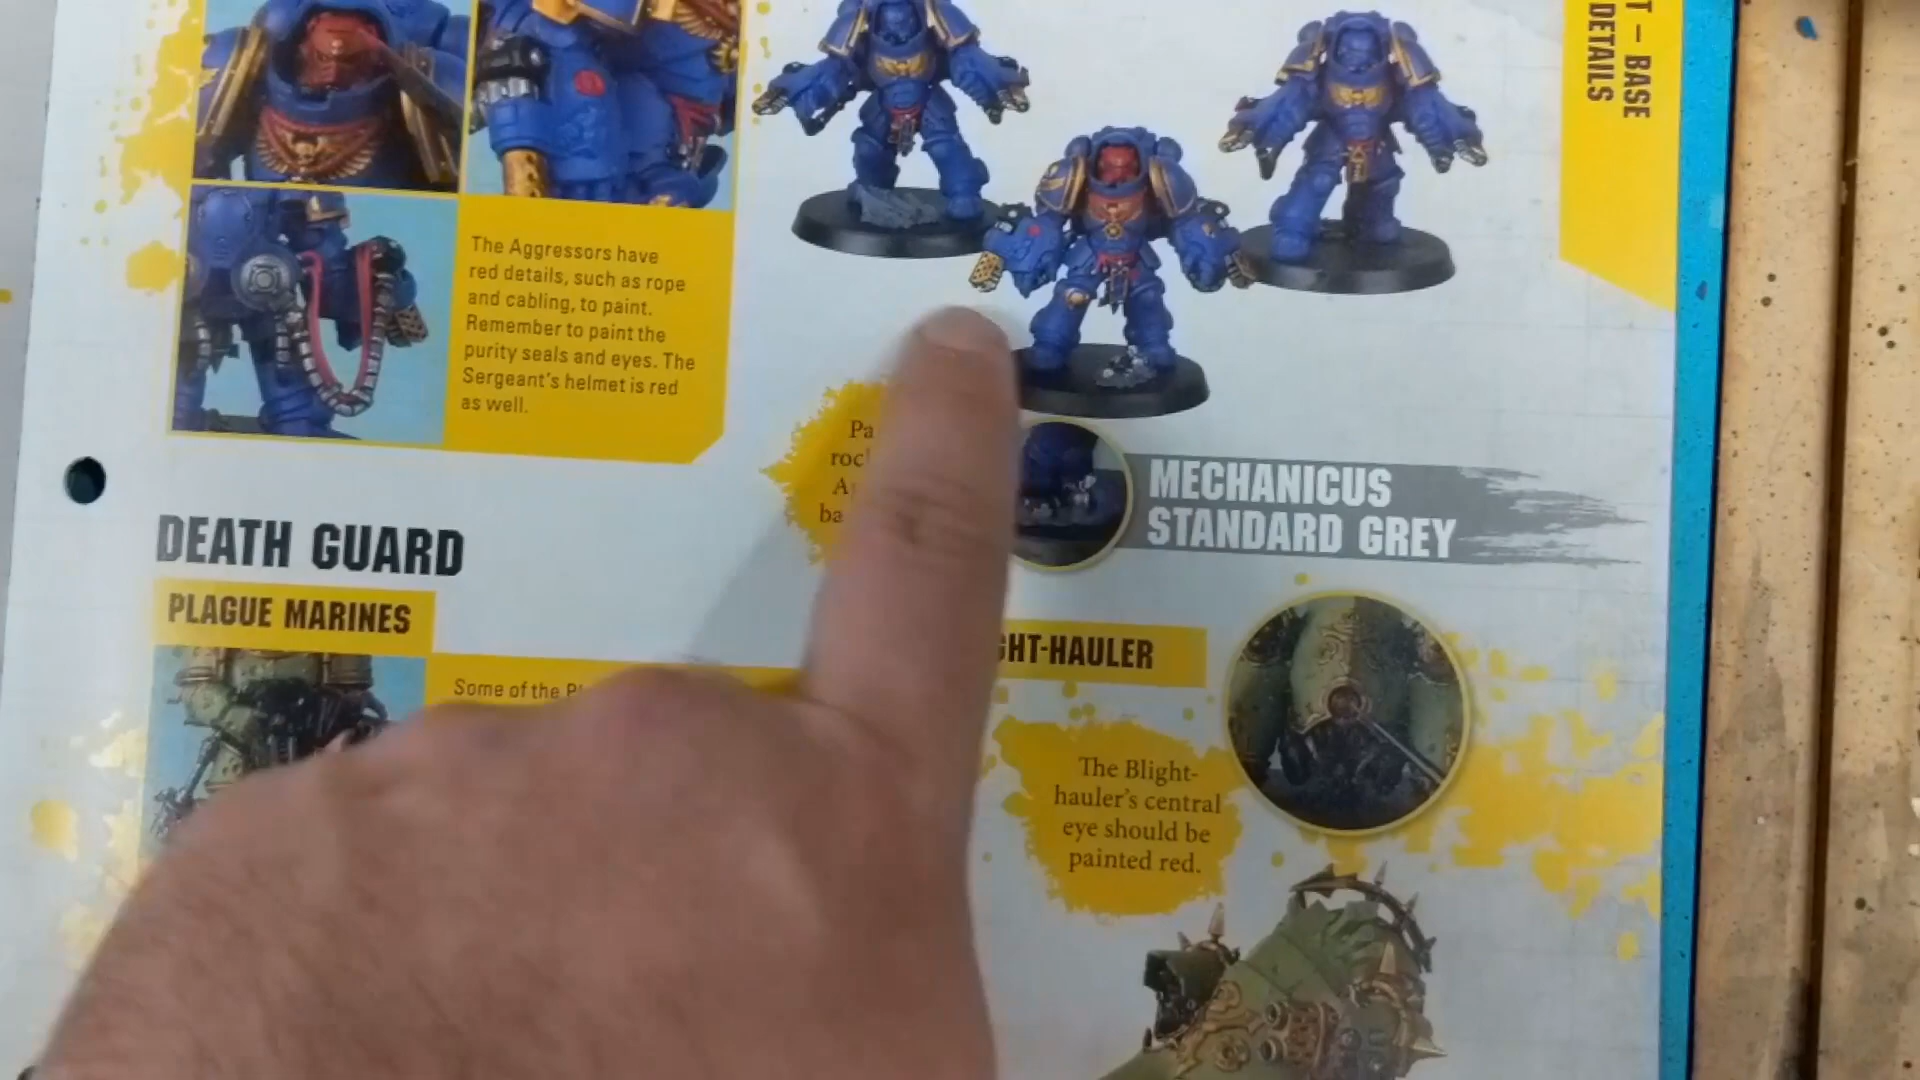 T – BASE
DETAILS
The Aggressors have
red details, such as rope
and cabling, to paint.
Remember to paint the
purity seals and eyes. The
Sergeant's helmet is red
as well.
MECHANICUS
STANDARD GREY
DEATH GUARD
PLAGUE MARINES
Some of the
GHT-HAULER
The Blight-
hauler's central
eye should be
painted red.